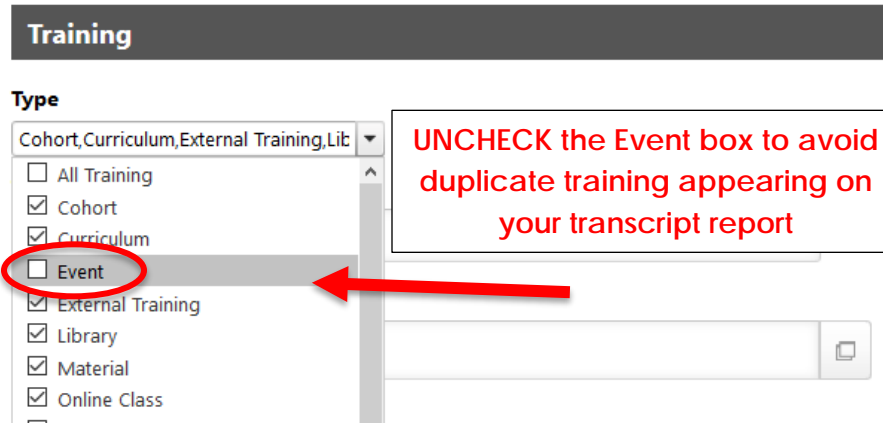 Training
Type
Cohort,Curriculum,External Training,Lib
UNCHECK the Event box to avoid
duplicate training appearing on
your transcript report
All Training
Cohort
Curriculum
Event
External Training
Library
Material
Online Class